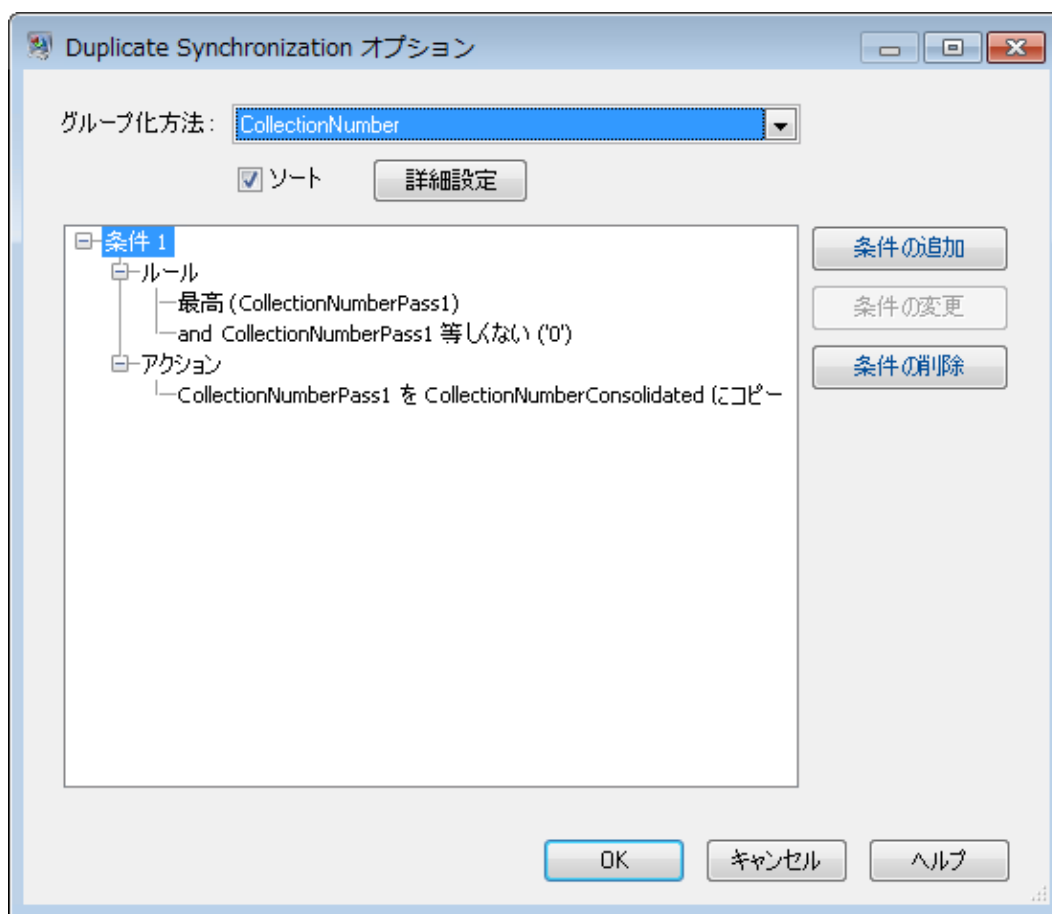 Duplicate Synchronization オプション
グループ化方法: CollectionNumber
ソート 詳細設定
条件 1
ルール
最高 (CollectionNumberPass1)
and CollectionNumberPass1 等しくない ('0')
アクション
CollectionNumberPass1 を CollectionNumberConsolidated にコピー
条件の追加
条件の変更
条件の削除
OK キャンセル ヘルプ